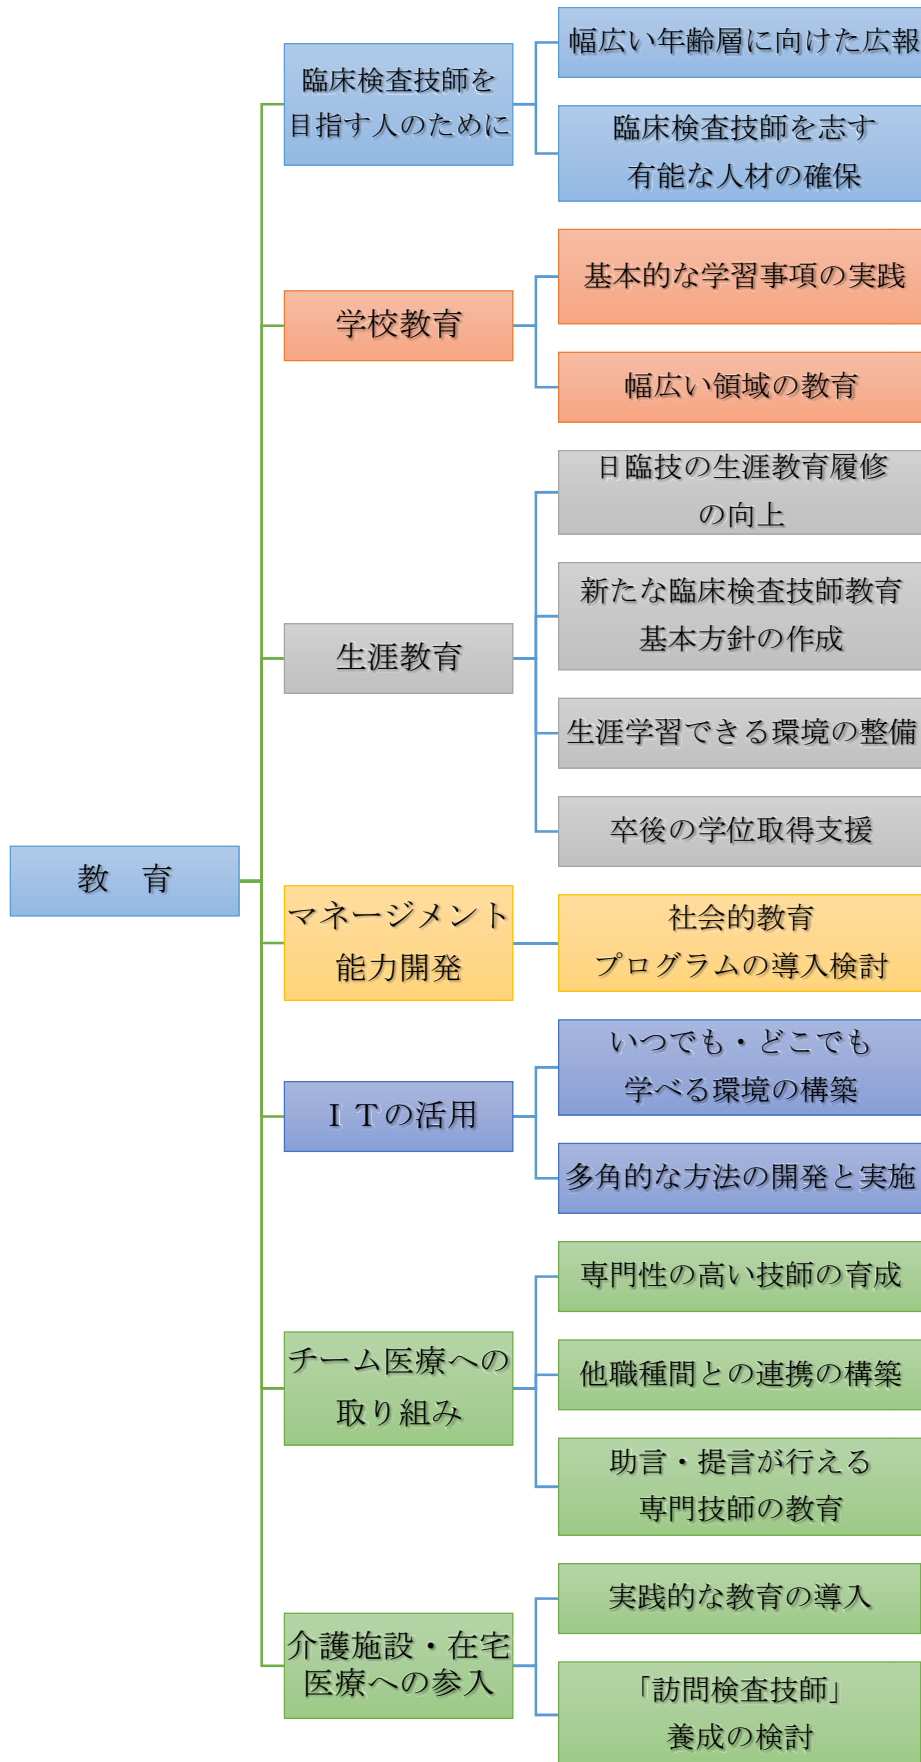 臨床検査技師を
目指す人のために
幅広い年齢層に向けた広報
臨床検査技師を志す
有能な人材の確保
学校教育
基本的な学習事項の実践
幅広い領域の教育
生涯教育
日臨技の生涯教育履修
の向上
新たな臨床検査技師教育
基本方針の作成
生涯学習できる環境の整備
卒後の学位取得支援
教　育
マネージメント
能力開発
社会的教育
プログラムの導入検討
ＩＴの活用
いつでも・どこでも
学べる環境の構築
多角的な方法の開発と実施
チーム医療への
取り組み
専門性の高い技師の育成
他職種間との連携の構築
助言・提言が行える
専門技師の教育
介護施設・在宅
医療への参入
実践的な教育の導入
「訪問検査技師」
養成の検討